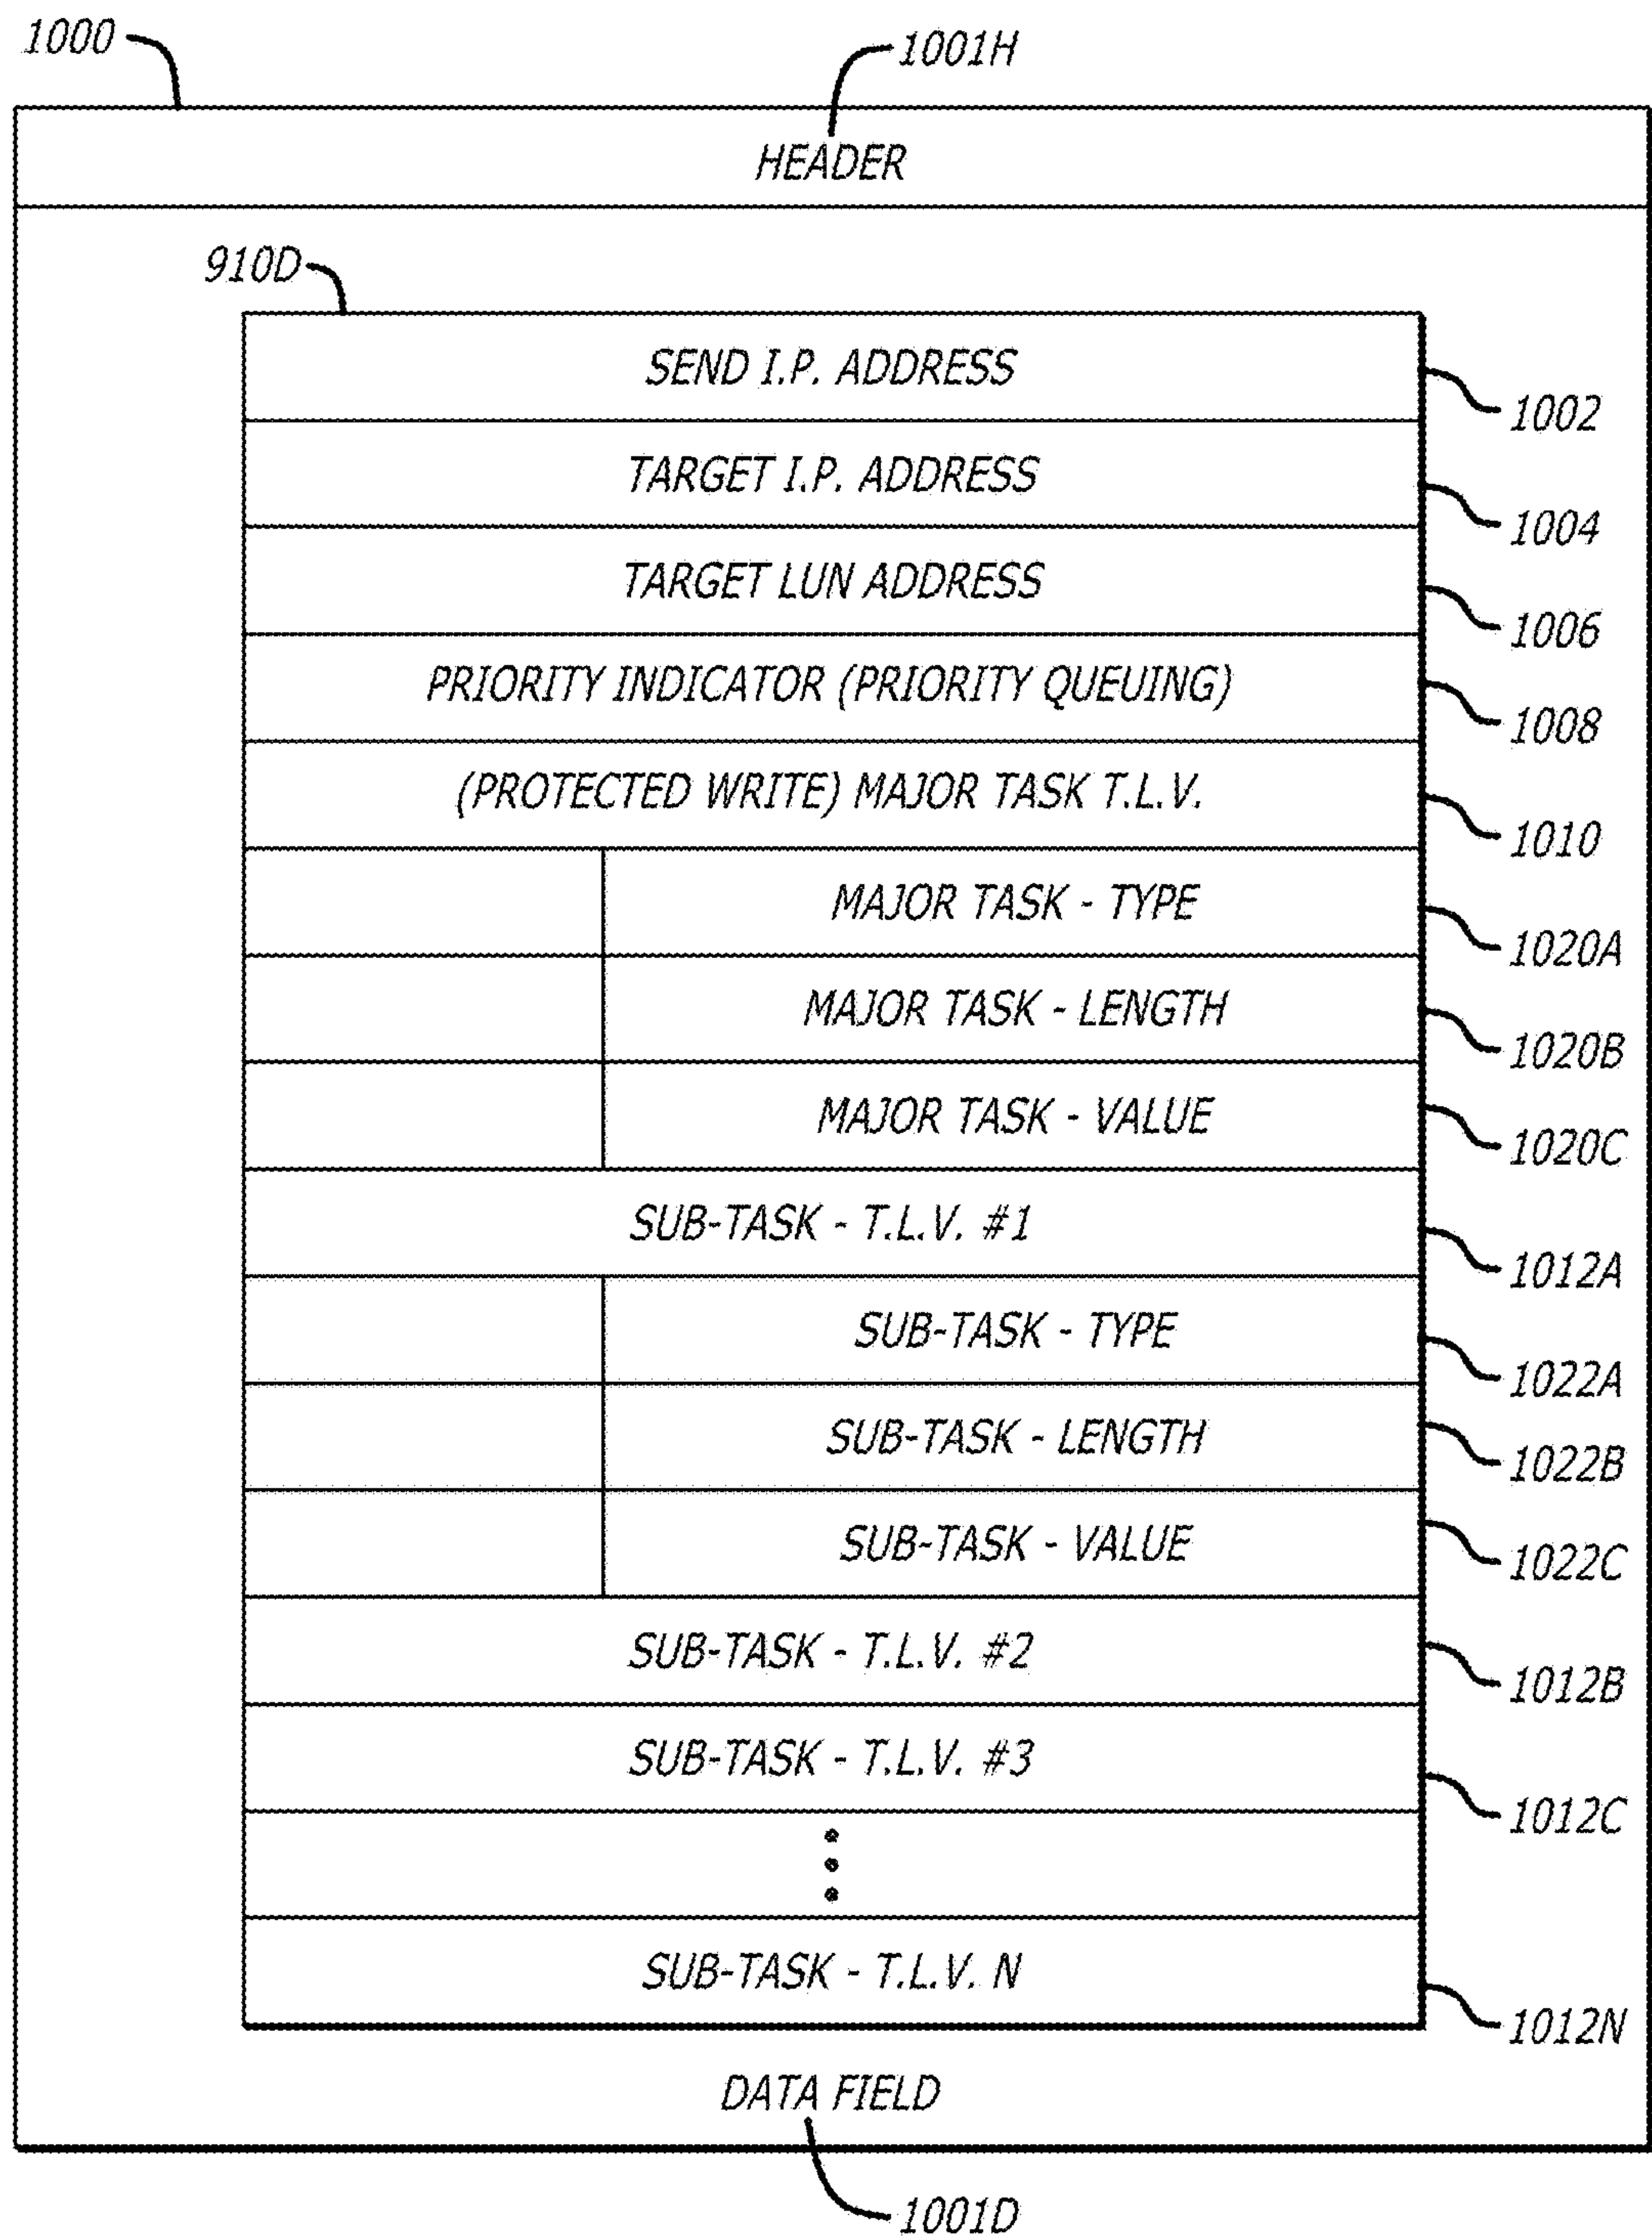 1000
1001H
HEADER
910D
SEND I.P. ADDRESS
1002
TARGET I.P. ADDRESS
1004
TARGET LUN ADDRESS
1006
PRIORITY INDICATOR (PRIORITY QUEUING)
1008
(PROTECTED WRITE) MAJOR TASK T.L.V.
1010
MAJOR TASK - TYPE
1020A
MAJOR TASK - LENGTH
1020B
MAJOR TASK - VALUE
1020C
SUB-TASK - T.L.V. #1
1012A
SUB-TASK - TYPE
1022A
SUB-TASK - LENGTH
1022B
SUB-TASK - VALUE
1022C
SUB-TASK - T.L.V. #2
1012B
SUB-TASK - T.L.V. #3
1012C
SUB-TASK - T.L.V. N
1012N
DATA FIELD
1001D